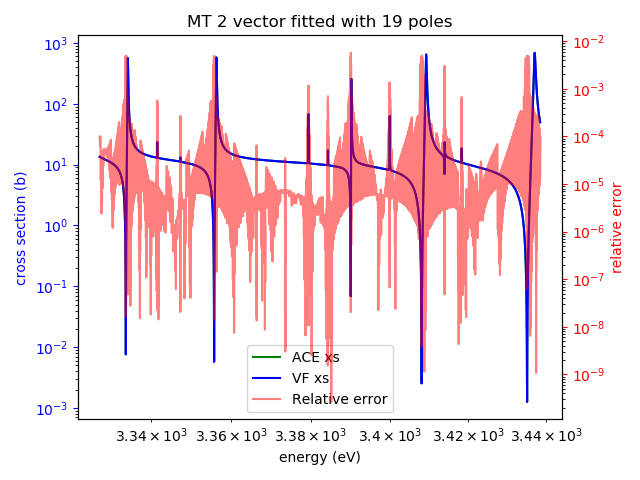 MT 2 vector fitted with 19 poles
cross section (b)
10³
10²
10¹
10⁰
10⁻¹
10⁻²
10⁻³
10⁻²
10⁻³
10⁻⁴
10⁻⁵
10⁻⁶
10⁻⁷
10⁻⁸
10⁻⁹
relative error
ACE xs
VF xs
Relative error
3.34 × 10³ 3.36 × 10³ 3.38 × 10³ 3.4 × 10³ 3.42 × 10³ 3.44 × 10³
energy (eV)